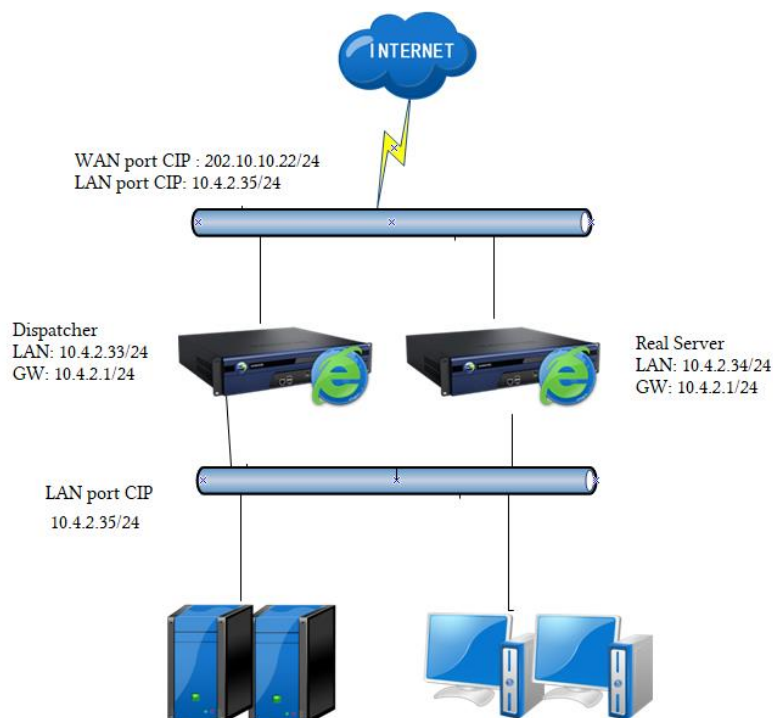 INTERNET
WAN port CIP : 202.10.10.22/24
LAN port CIP: 10.4.2.35/24
Dispatcher
LAN: 10.4.2.33/24
GW: 10.4.2.1/24
Real Server
LAN: 10.4.2.34/24
GW: 10.4.2.1/24
LAN port CIP
10.4.2.35/24